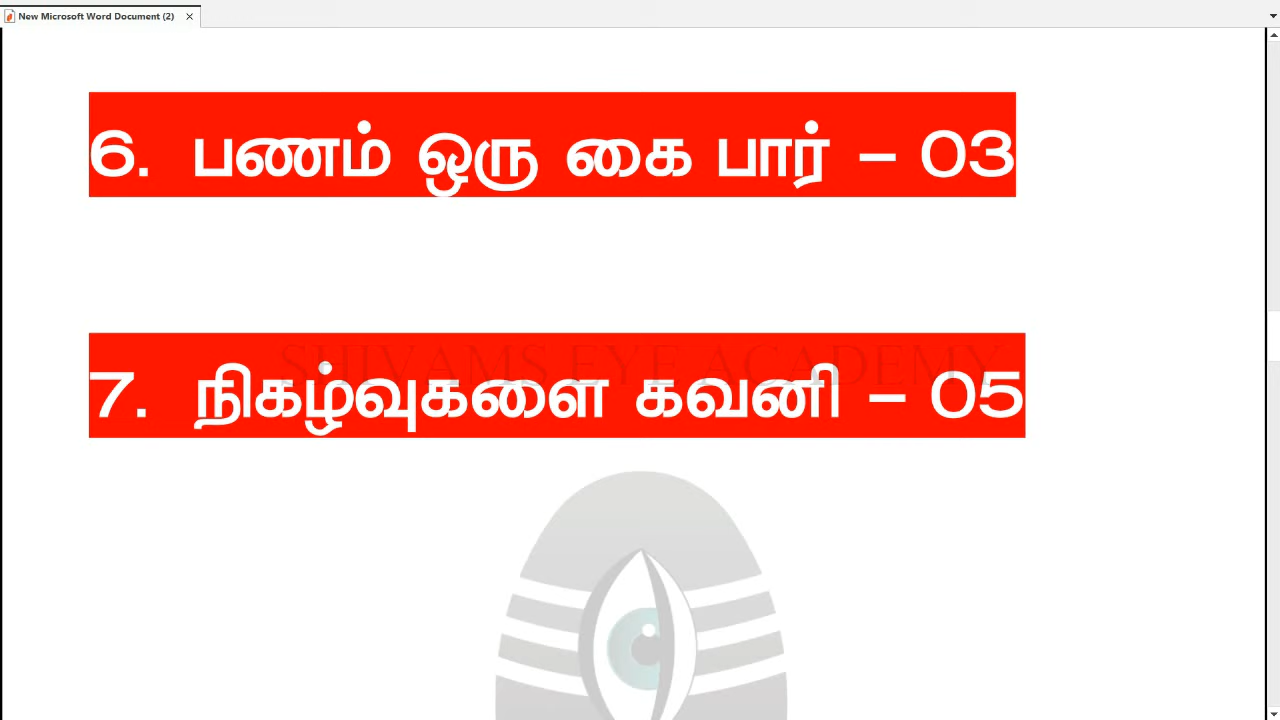 New Microsoft Word Document (2)
6. பணம் ஒரு கை பார் – 03
SHIVAMS EYE ACADEMY
7. நிகழ்வுகளை கவனி – 05